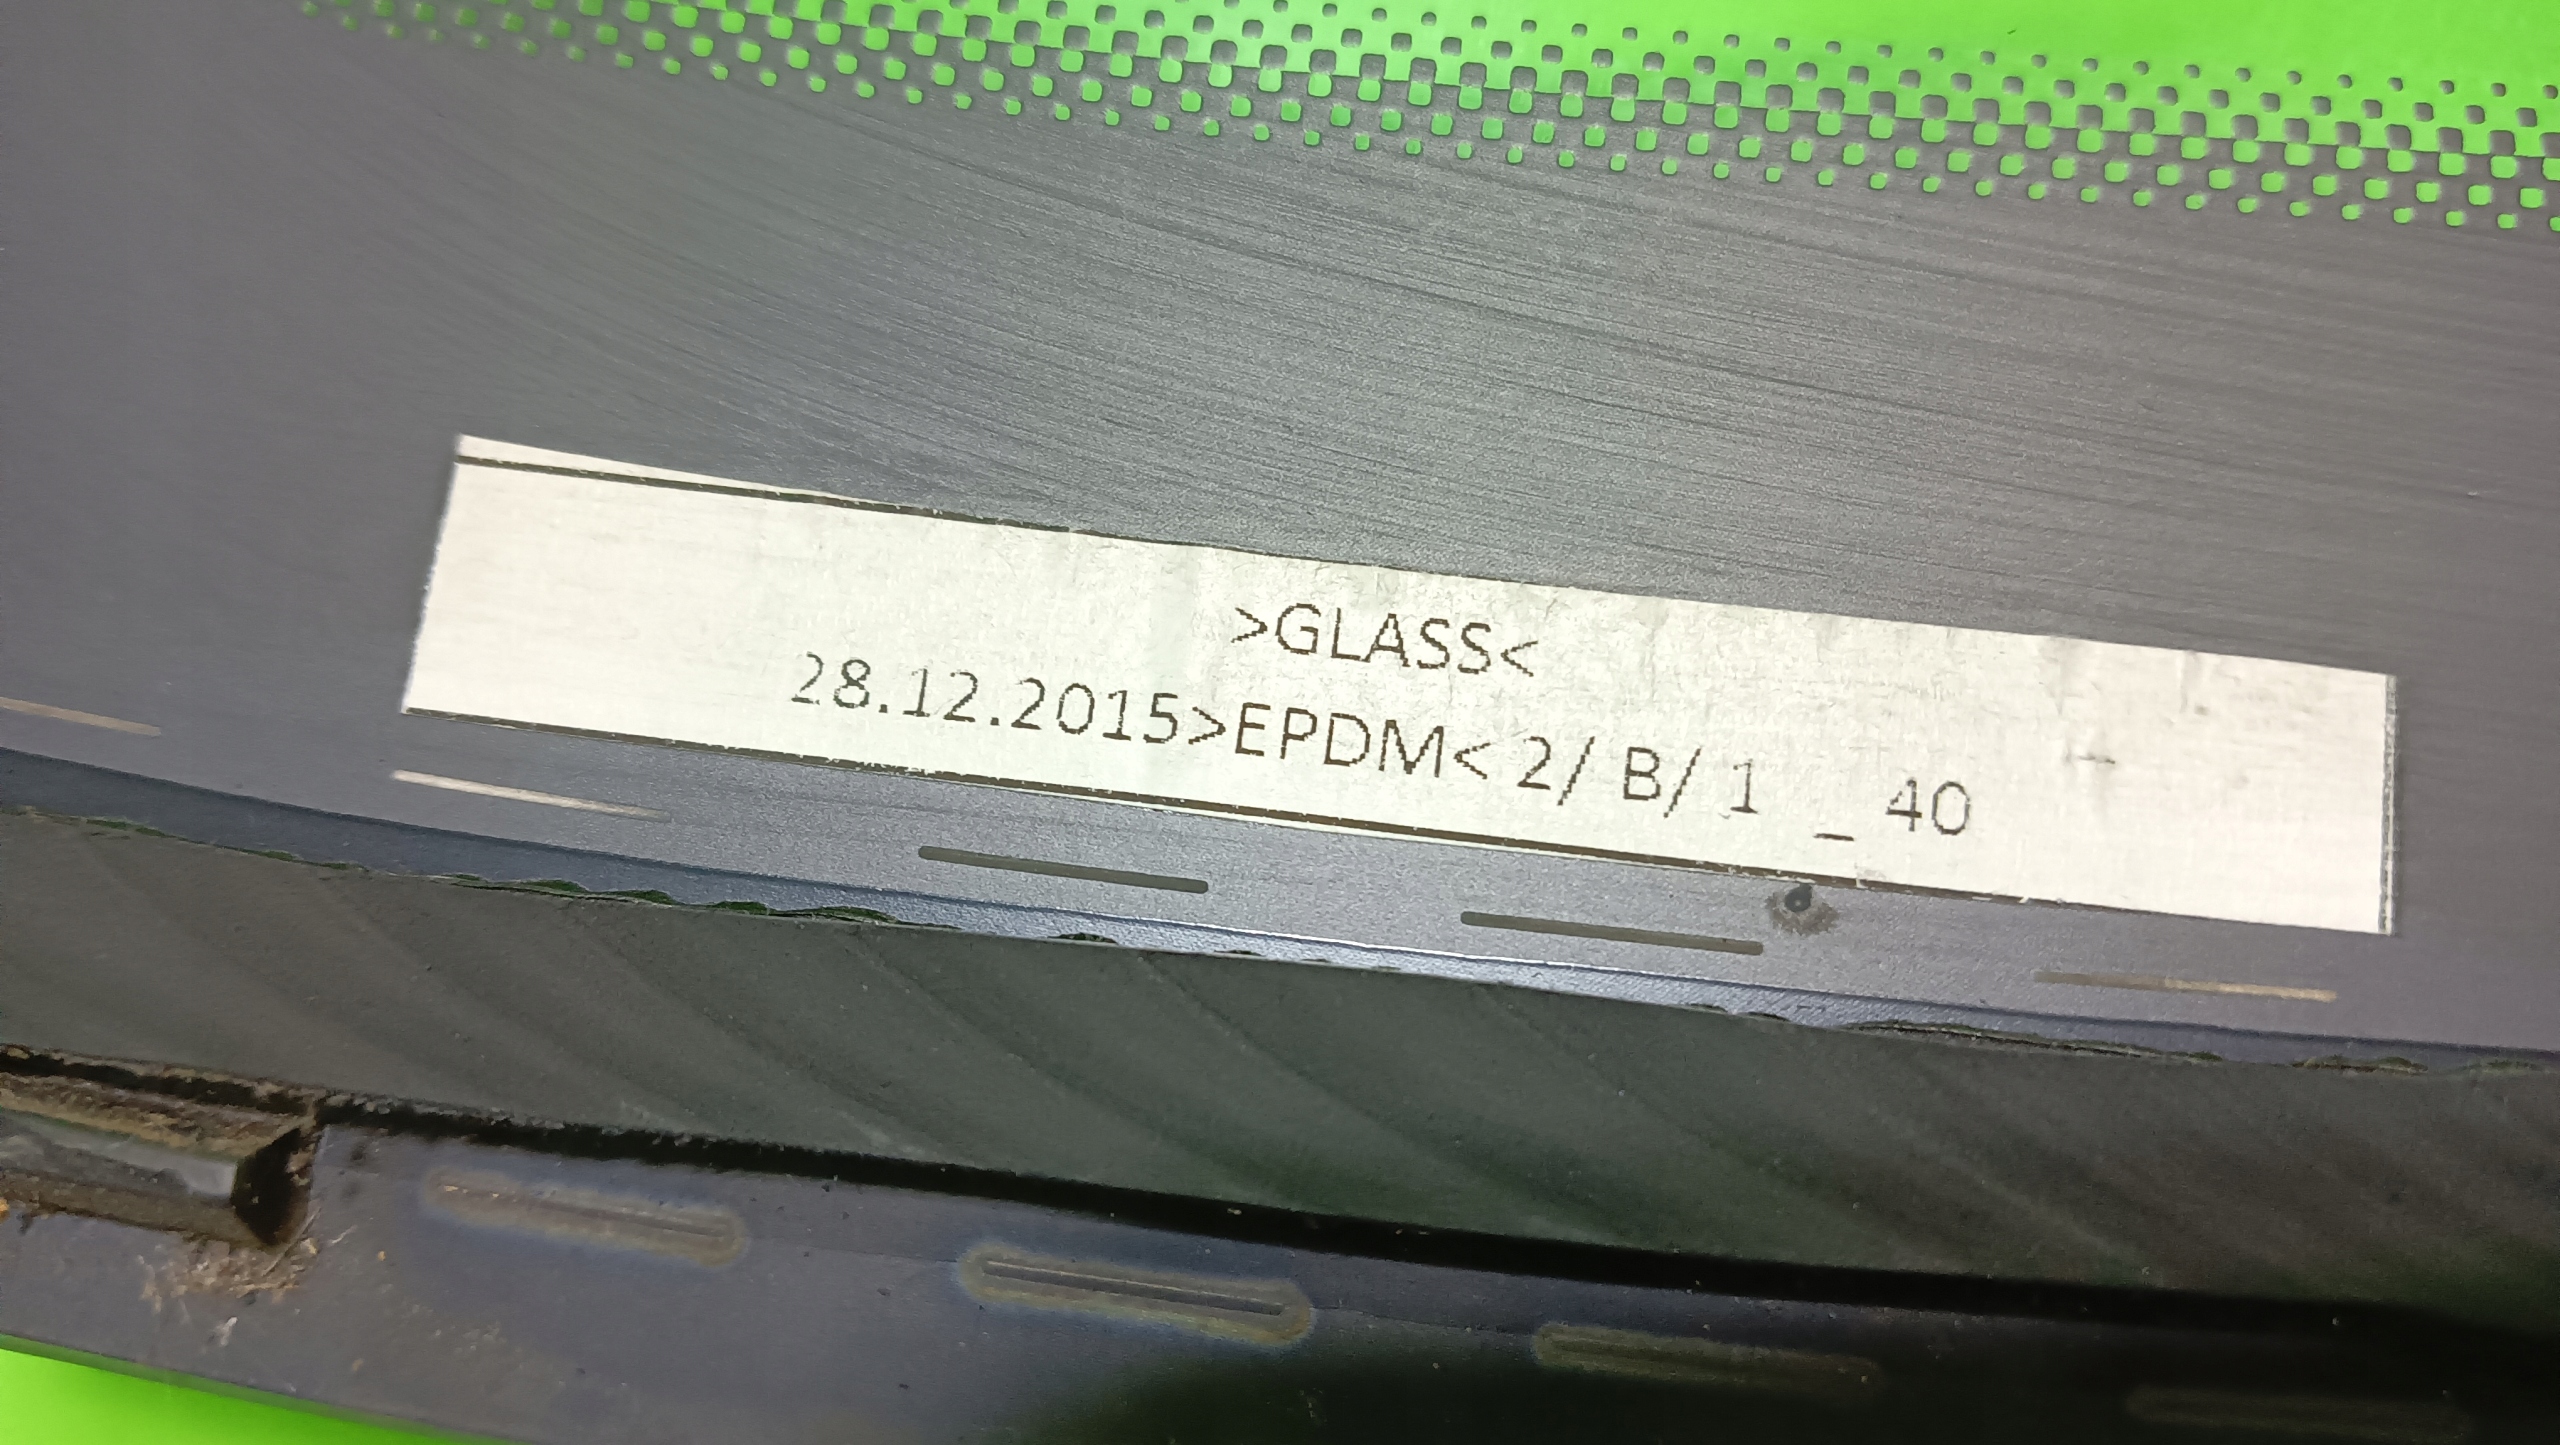 >GLASS<
28.12.2015>EPDM< 2/ B/ 1 _ 40